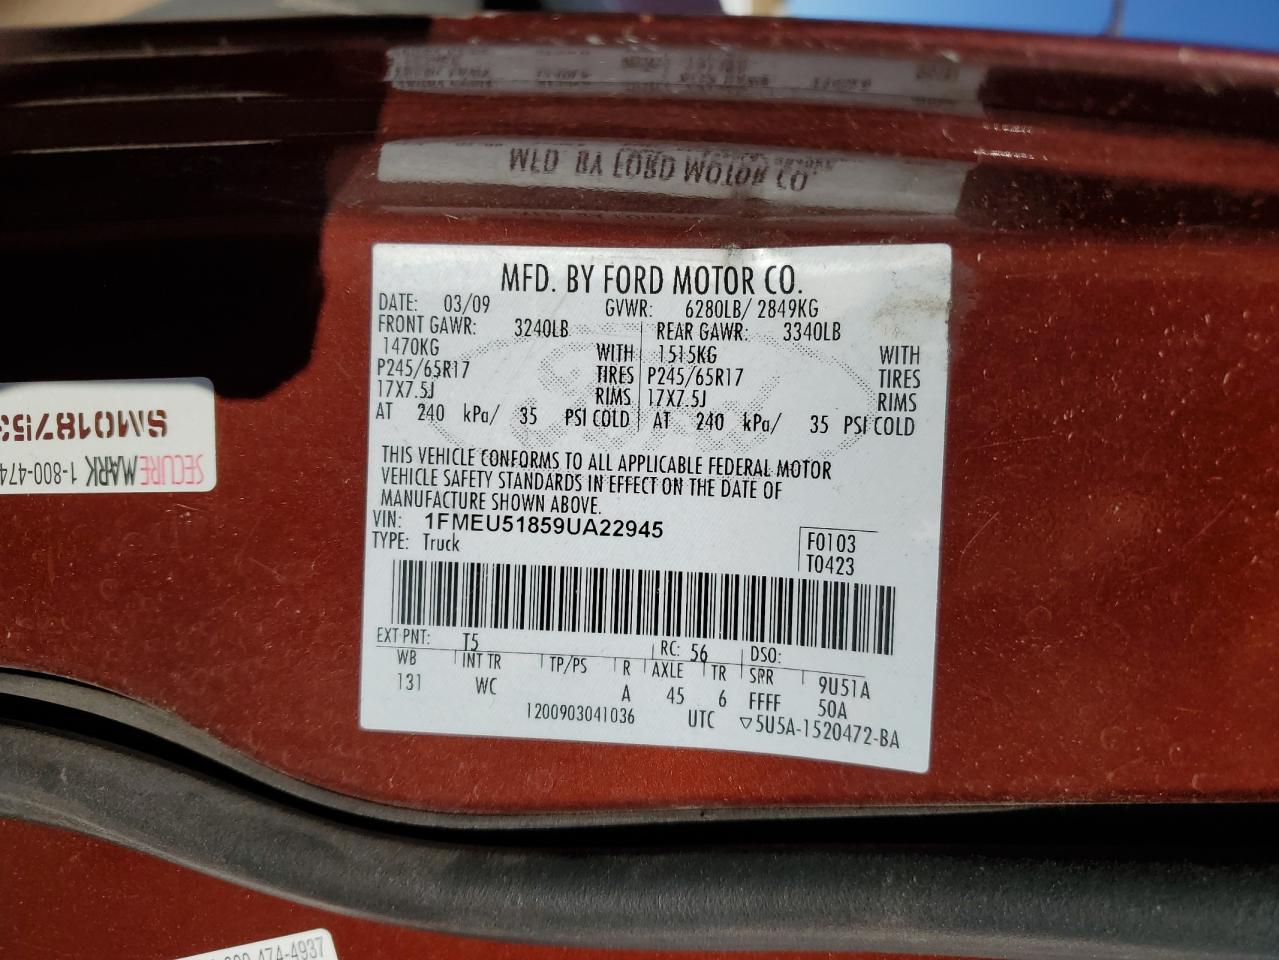 MFD. BY FORD MOTOR CO.
DATE: 03/09 GVWR: 6280LB/ 2849KG
FRONT GAWR: 3240LB REAR GAWR: 3340LB
1470KG WITH 1515KG WITH
P245/65R17 TIRES P245/65R17 TIRES
17X7.5J RIMS 17X7.5J RIMS
AT 240 kPa/ 35 PSI COLD AT 240 kPa/ 35 PSI COLD
THIS VEHICLE CONFORMS TO ALL APPLICABLE FEDERAL MOTOR
VEHICLE SAFETY STANDARDS IN EFFECT ON THE DATE OF
MANUFACTURE SHOWN ABOVE.
VIN: 1FMEU51859UA22945
TYPE: Truck
F0103
T0423
EXT PNT: T5 RC: 56 DSO:
WB INT TR TP/PS R AXLE TR SPR 9U51A
131 WC A 45 6 FFFF 50A
1200903041036 UTC ▽5U5A-1520472-BA
SM018753
SECUREMARK 1-800-474
474-4937